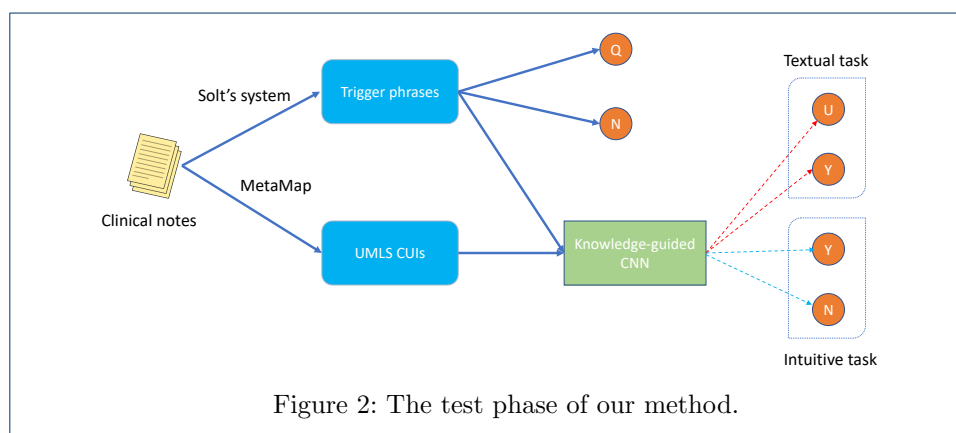 Textual task
Q
Solt's system
Trigger phrases
U
N
MetaMap
Y
Clinical notes
UMLS CUIs
Knowledge-guided
CNN
Y
N
Intuitive task
Figure 2: The test phase of our method.